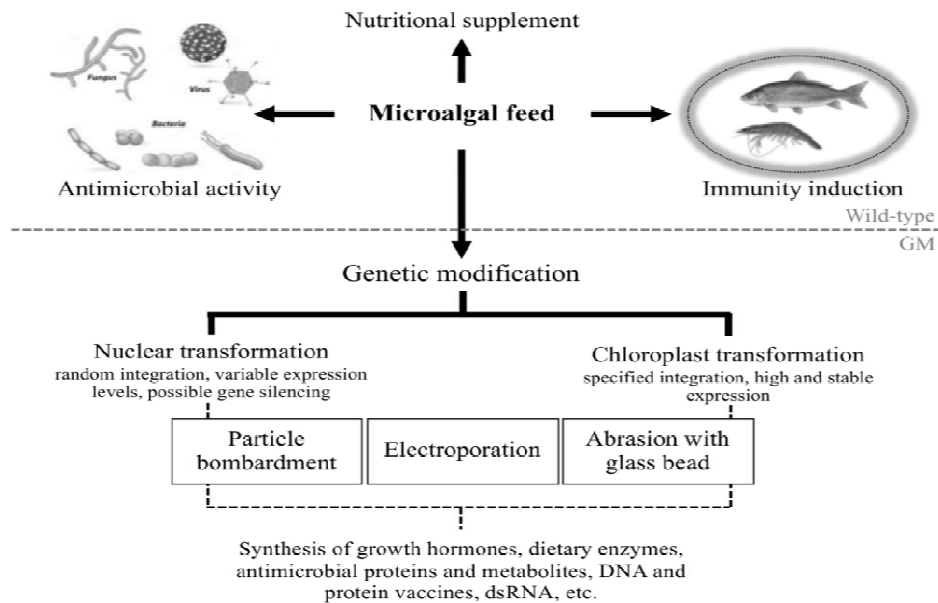 Nutritional supplement
Fungus
Virus
Bacteria
Microalgal feed
Antimicrobial activity
Immunity induction
Wild-type
GM
Genetic modification
Nuclear transformation
random integration, variable expression
levels, possible gene silencing
Chloroplast transformation
specified integration, high and stable
expression
Particle
bombardment
Electroporation
Abrasion with
glass bead
Synthesis of growth hormones, dietary enzymes,
antimicrobial proteins and metabolites, DNA and
protein vaccines, dsRNA, etc.